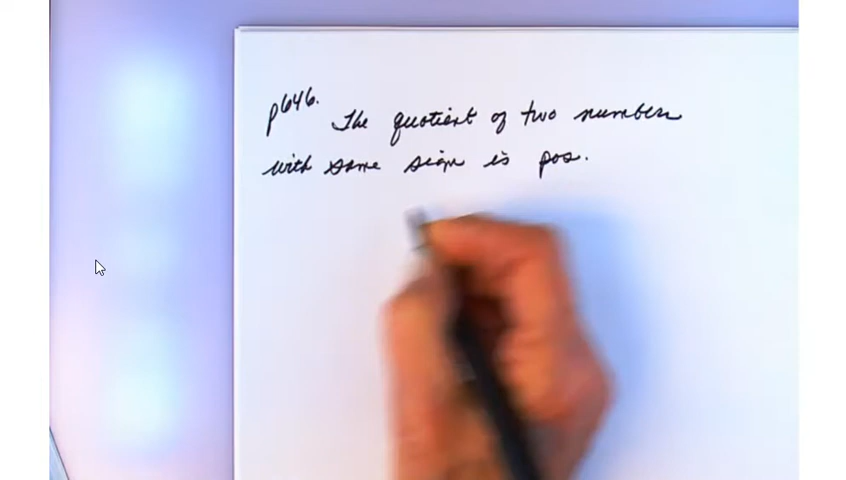 p646. The quotient of two numbers
with same sign is pos.